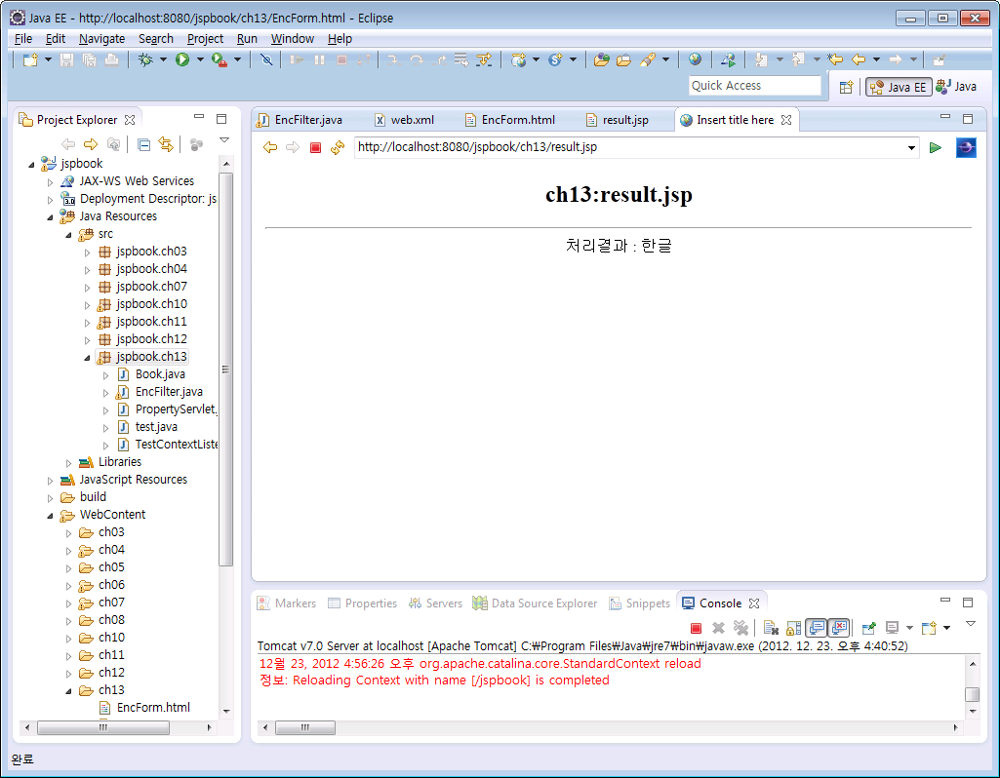 Java EE - http://localhost:8080/jspbook/ch13/EncForm.html - Eclipse
File Edit Navigate Search Project Run Window Help
Quick Access
Java EE
Java
Project Explorer
jspbook
JAX-WS Web Services
Deployment Descriptor: js
Java Resources
src
jspbook.ch03
jspbook.ch04
jspbook.ch07
jspbook.ch10
jspbook.ch11
jspbook.ch12
jspbook.ch13
Book.java
EncFilter.java
PropertyServlet.
test.java
TestContextListe
Libraries
JavaScript Resources
build
WebContent
ch03
ch04
ch05
ch06
ch07
ch08
ch10
ch11
ch12
ch13
EncForm.html
EncFilter.java web.xml EncForm.html result.jsp Insert title here
http://localhost:8080/jspbook/ch13/result.jsp
ch13:result.jsp
처리결과 : 한글
Markers Properties Servers Data Source Explorer Snippets Console
Tomcat v7.0 Server at localhost [Apache Tomcat] C:₩Program Files₩Java₩jre7₩bin₩javaw.exe (2012. 12. 23. 오후 4:40:52)
12월 23, 2012 4:56:26 오후 org.apache.catalina.core.StandardContext reload
정보: Reloading Context with name [/jspbook] is completed
완료